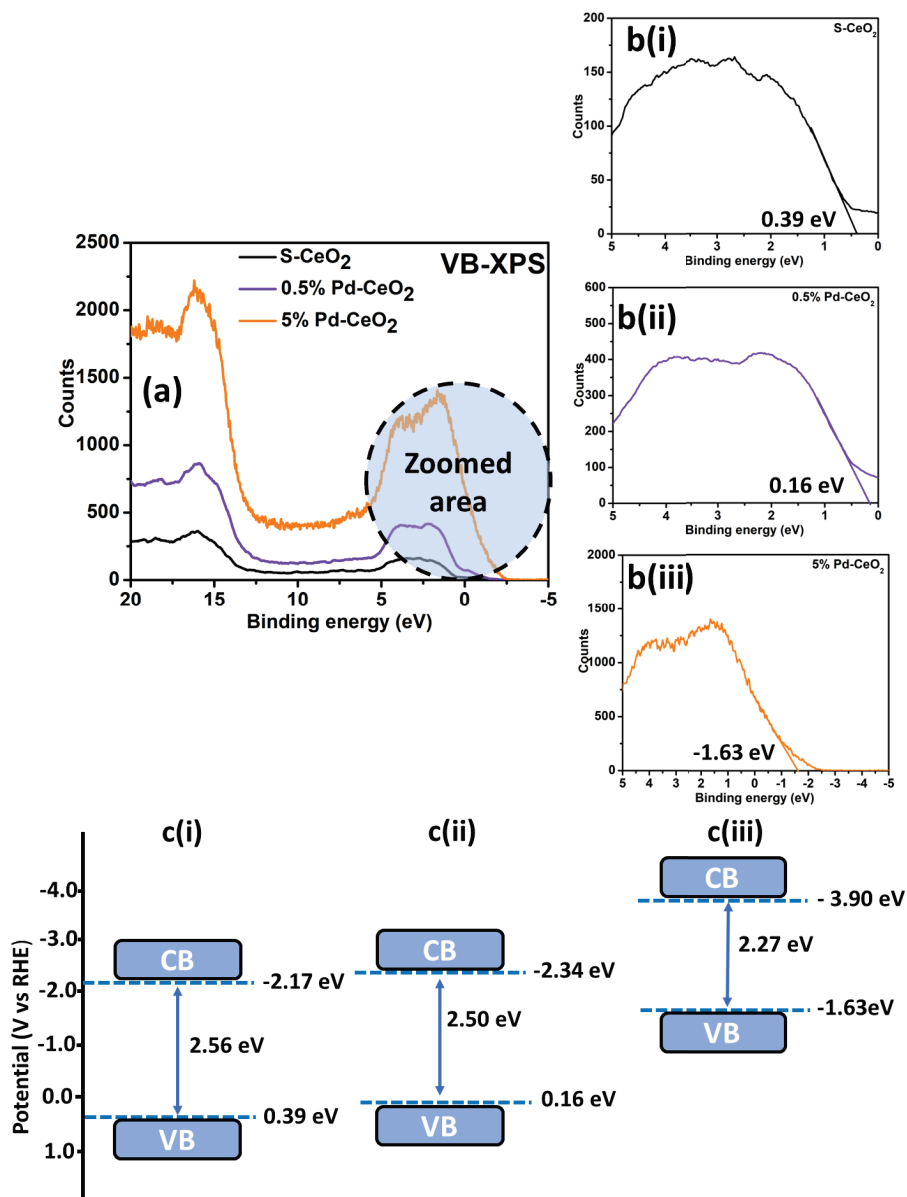 b(i)
S-CeO2
200
150
100
50
0
Counts
0.39 eV
5 4 3 2 1 0
Binding energy (eV)
2500
2000
1500
1000
500
0
Counts
VB-XPS
S-CeO2
0.5% Pd-CeO2
5% Pd-CeO2
(a)
Zoomed
area
20 15 10 5 0 -5
Binding energy (eV)
b(ii)
0.5% Pd-CeO2
600
500
400
300
200
100
0
Counts
0.16 eV
5 4 3 2 1 0
Binding energy (eV)
b(iii)
5% Pd-CeO2
2000
1500
1000
500
0
Counts
-1.63 eV
5 4 3 2 1 0 -1 -2 -3 -4 -5
Binding energy (eV)
c(i) c(ii) c(iii)
Potential (V vs RHE)
-4.0
-3.0
-2.0
-1.0
0.0
1.0
CB
-2.17 eV
2.56 eV
0.39 eV
VB
CB
-2.34 eV
2.50 eV
0.16 eV
VB
CB
- 3.90 eV
2.27 eV
-1.63eV
VB